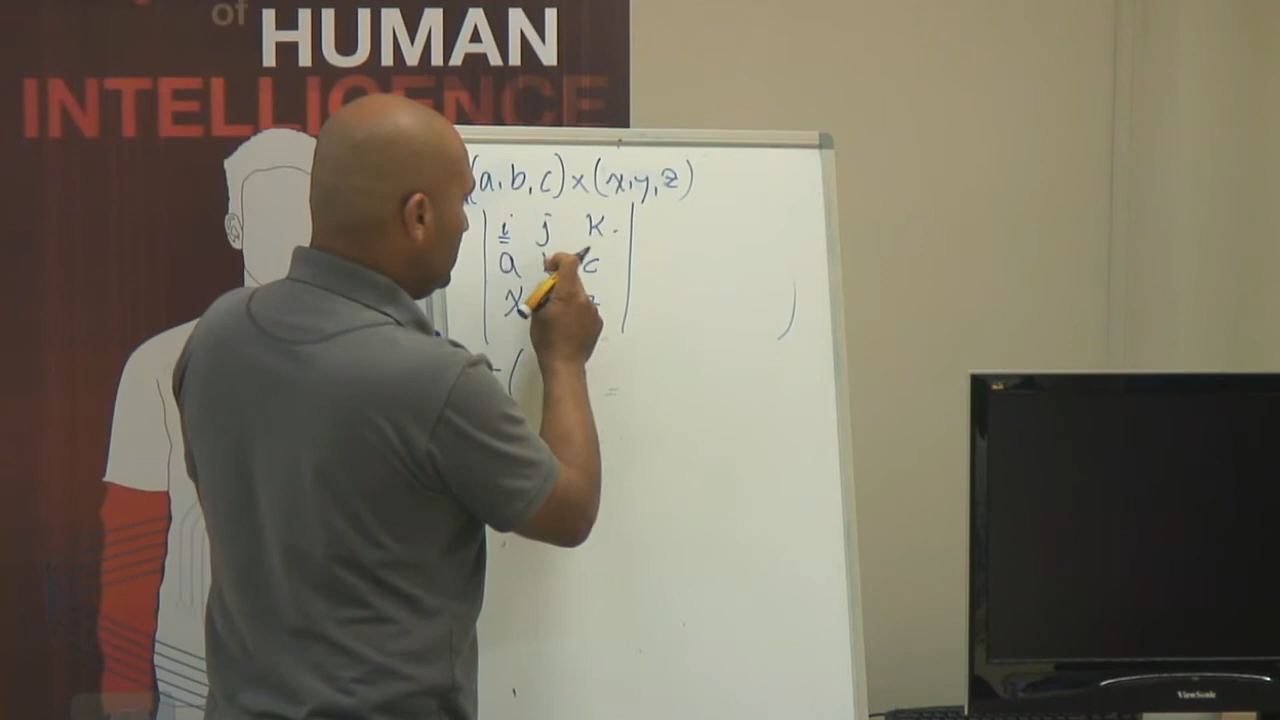 of
HUMAN
INTELLIGENCE
(a, b, c) × (x, y, z)
i j k
a c
x z
- (
)
=
ViewSonic